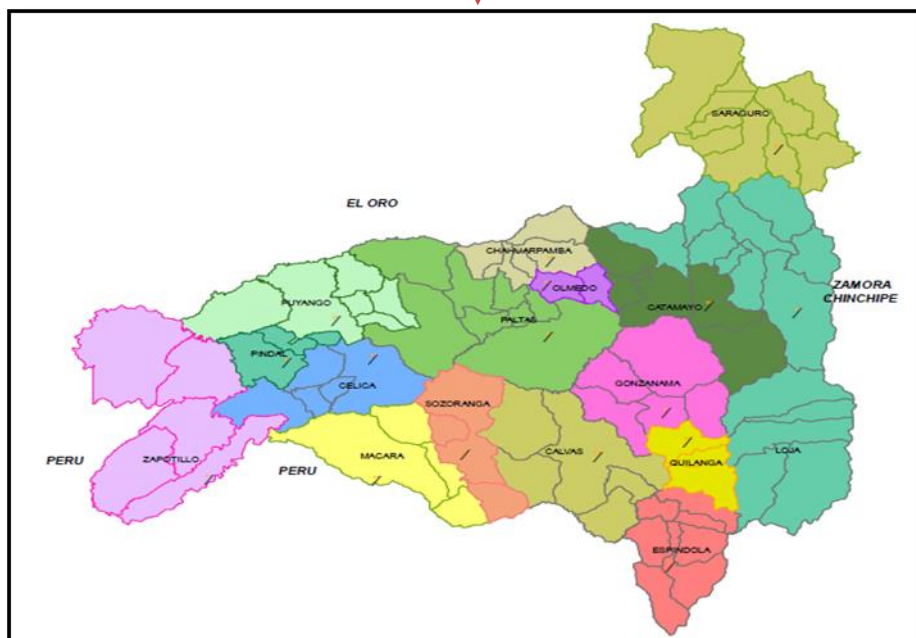 SARAGURO
EL ORO
CHAHUARPAMBA
ZAMORA
CHINCHIPE
OLMEDO
PUYANGO
CATAMAYO
PALTAS
PINDAL
CELICA
GONZANAMA
SOZORANGA
PERU
ZAPOTILLO
PERU
MACARA
CALVAS
QUILANGA
LOJA
ESPINDOLA